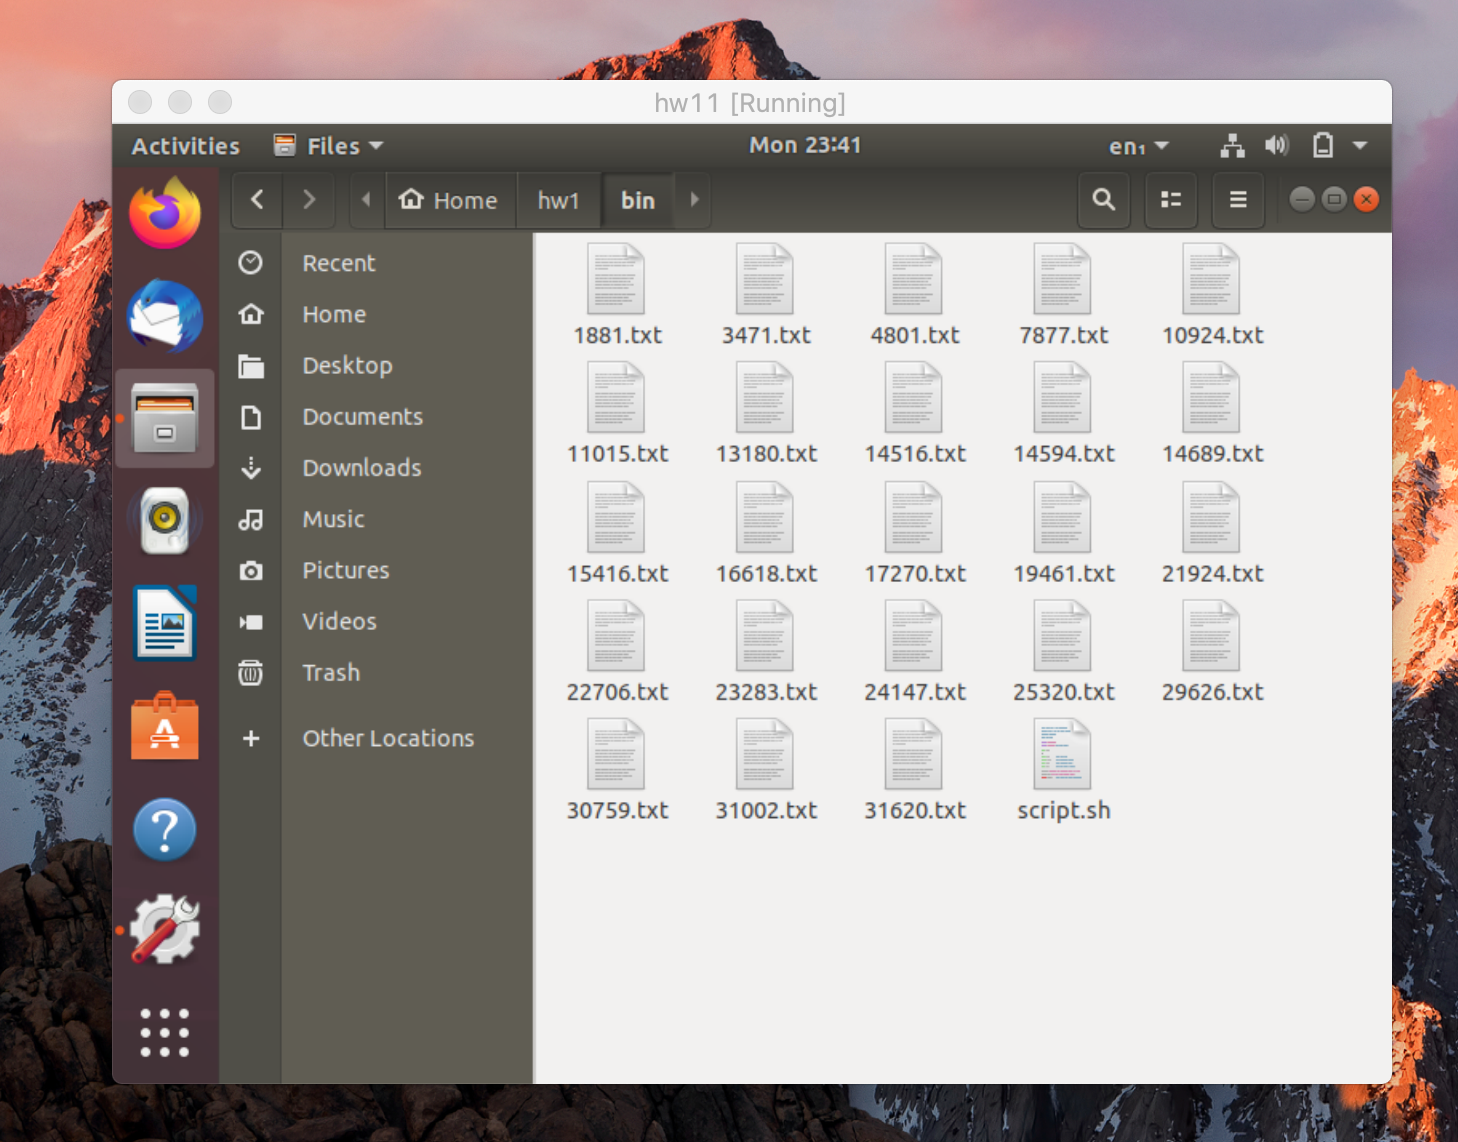 hw11 [Running]
Activities Files Mon 23:41 en₁
Home hw1 bin
Recent
Home
Desktop
Documents
Downloads
Music
Pictures
Videos
Trash
Other Locations
1881.txt 3471.txt 4801.txt 7877.txt 10924.txt
11015.txt 13180.txt 14516.txt 14594.txt 14689.txt
15416.txt 16618.txt 17270.txt 19461.txt 21924.txt
22706.txt 23283.txt 24147.txt 25320.txt 29626.txt
30759.txt 31002.txt 31620.txt script.sh